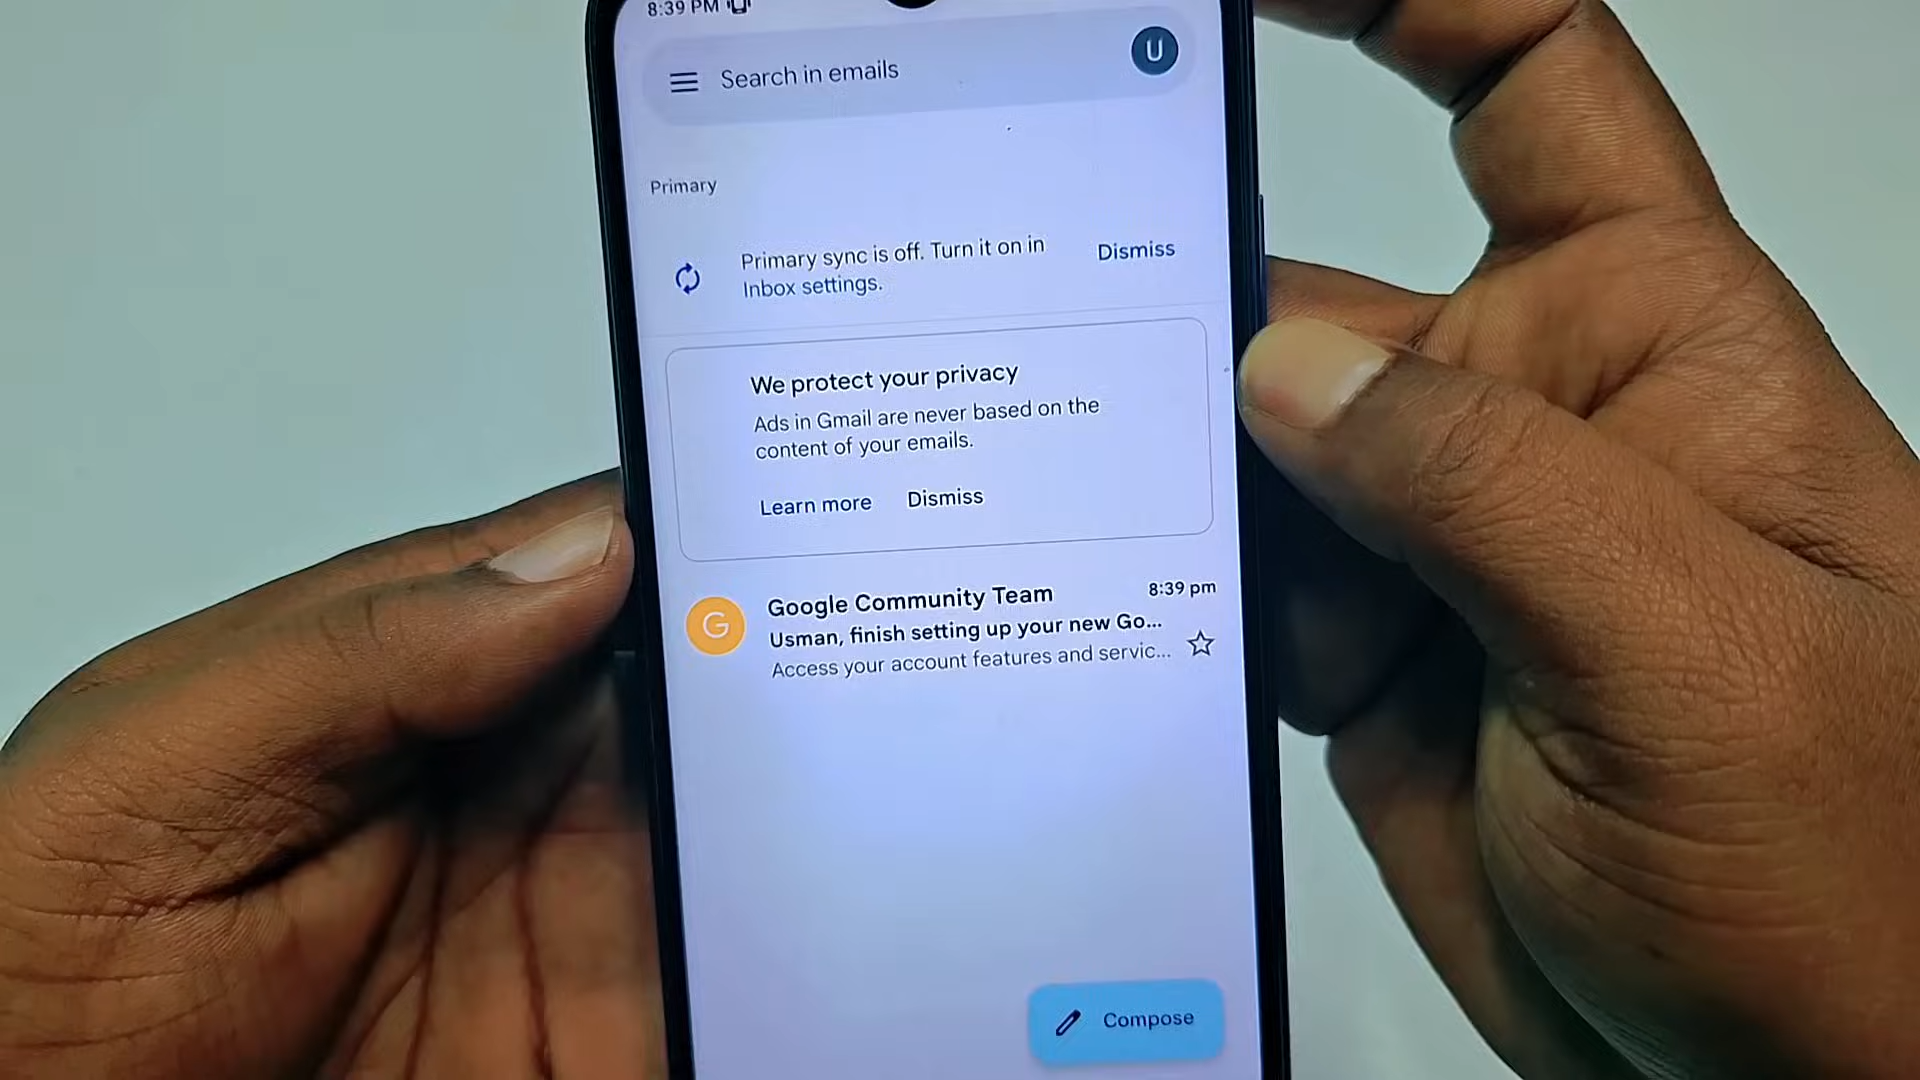 8:39 PM
Search in emails
U
Primary
Primary sync is off. Turn it on in
Inbox settings.
Dismiss
We protect your privacy
Ads in Gmail are never based on the
content of your emails.
Learn more
Dismiss
G
Google Community Team
8:39 pm
Usman, finish setting up your new Go...
Access your account features and servic...
Compose